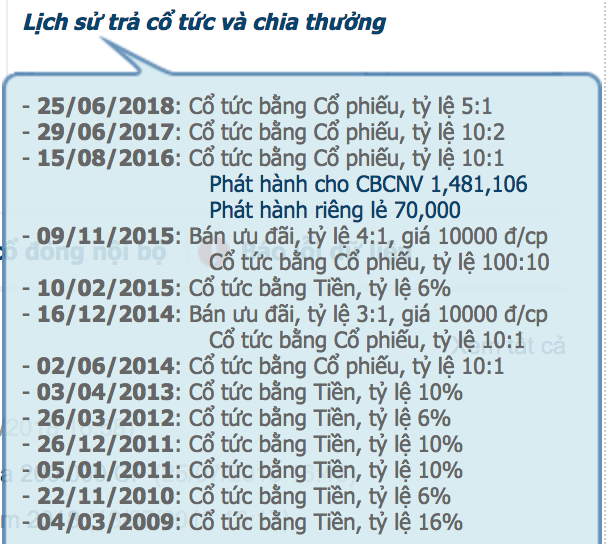 Lịch sử trả cổ tức và chia thưởng
- 25/06/2018: Cổ tức bằng Cổ phiếu, tỷ lệ 5:1
- 29/06/2017: Cổ tức bằng Cổ phiếu, tỷ lệ 10:2
- 15/08/2016: Cổ tức bằng Cổ phiếu, tỷ lệ 10:1
Phát hành cho CBCNV 1,481,106
Phát hành riêng lẻ 70,000
- 09/11/2015: Bán ưu đãi, tỷ lệ 4:1, giá 10000 đ/cp
Cổ tức bằng Cổ phiếu, tỷ lệ 100:10
- 10/02/2015: Cổ tức bằng Tiền, tỷ lệ 6%
- 16/12/2014: Bán ưu đãi, tỷ lệ 3:1, giá 10000 đ/cp
Cổ tức bằng Cổ phiếu, tỷ lệ 10:1
Xem tất cả
- 02/06/2014: Cổ tức bằng Cổ phiếu, tỷ lệ 10:1
- 03/04/2013: Cổ tức bằng Tiền, tỷ lệ 10%
- 26/03/2012: Cổ tức bằng Tiền, tỷ lệ 6%
- 26/12/2011: Cổ tức bằng Tiền, tỷ lệ 10%
- 05/01/2011: Cổ tức bằng Tiền, tỷ lệ 10%
- 22/11/2010: Cổ tức bằng Tiền, tỷ lệ 6%
- 04/03/2009: Cổ tức bằng Tiền, tỷ lệ 16%